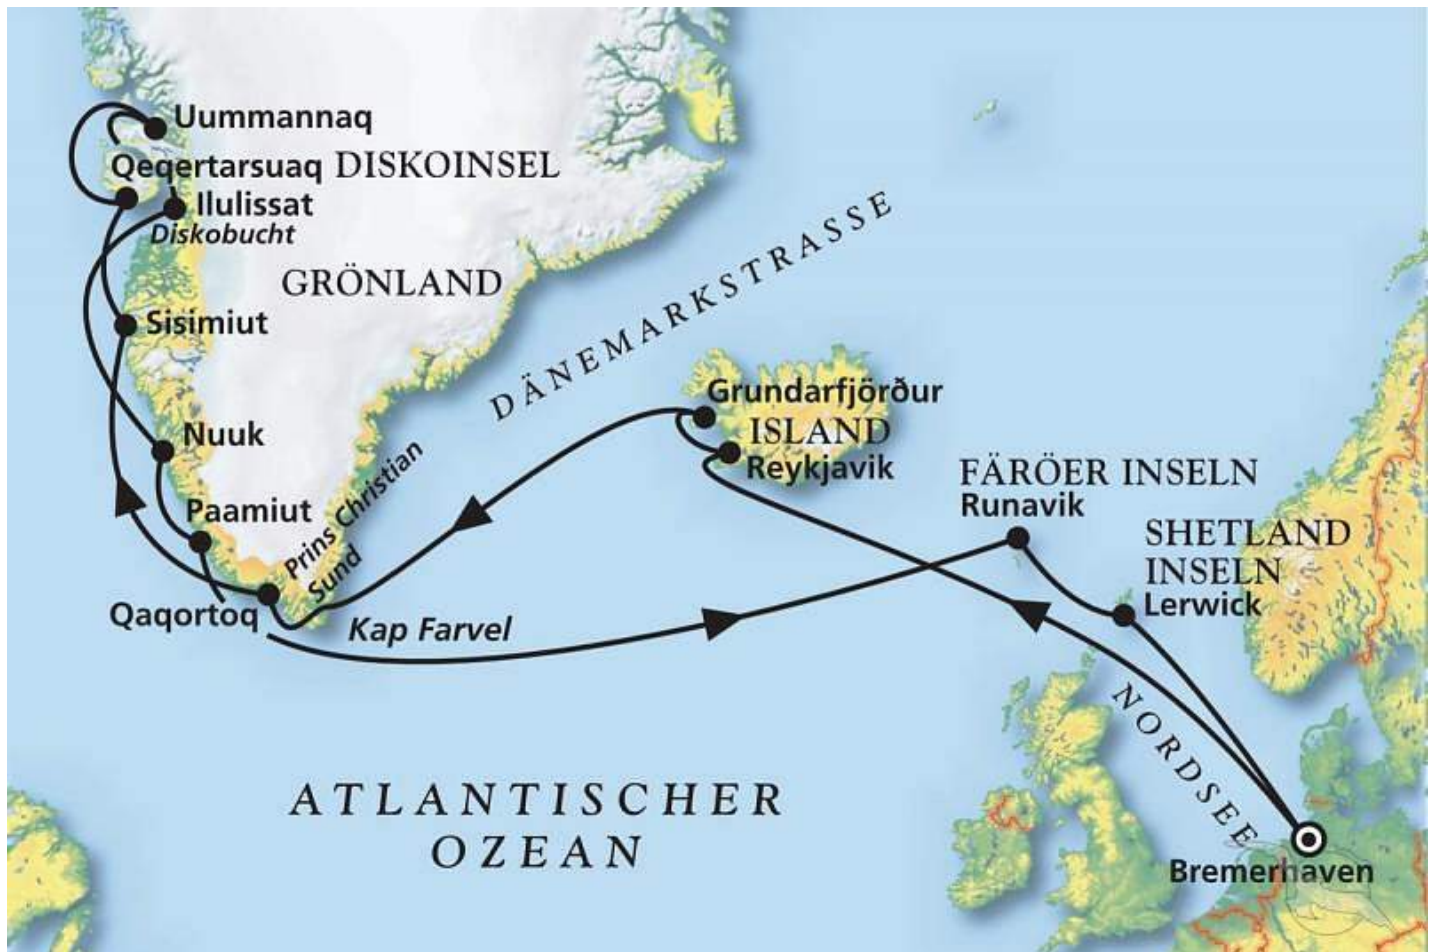 Uummannaq
Qeqertarsuaq DISKOINSEL
Ilulissat
Diskobucht
GRÖNLAND
DÄNEMARKSTRASSE
Sisimiut
Grundarfjörður
ISLAND
Reykjavik
Nuuk
FÄRÖER INSELN
Runavik
Paamiut
Prins Christian
Sund
SHETLAND
INSELN
Lerwick
Qaqortoq
Kap Farvel
NORDSEE
ATLANTISCHER
OZEAN
Bremerhaven